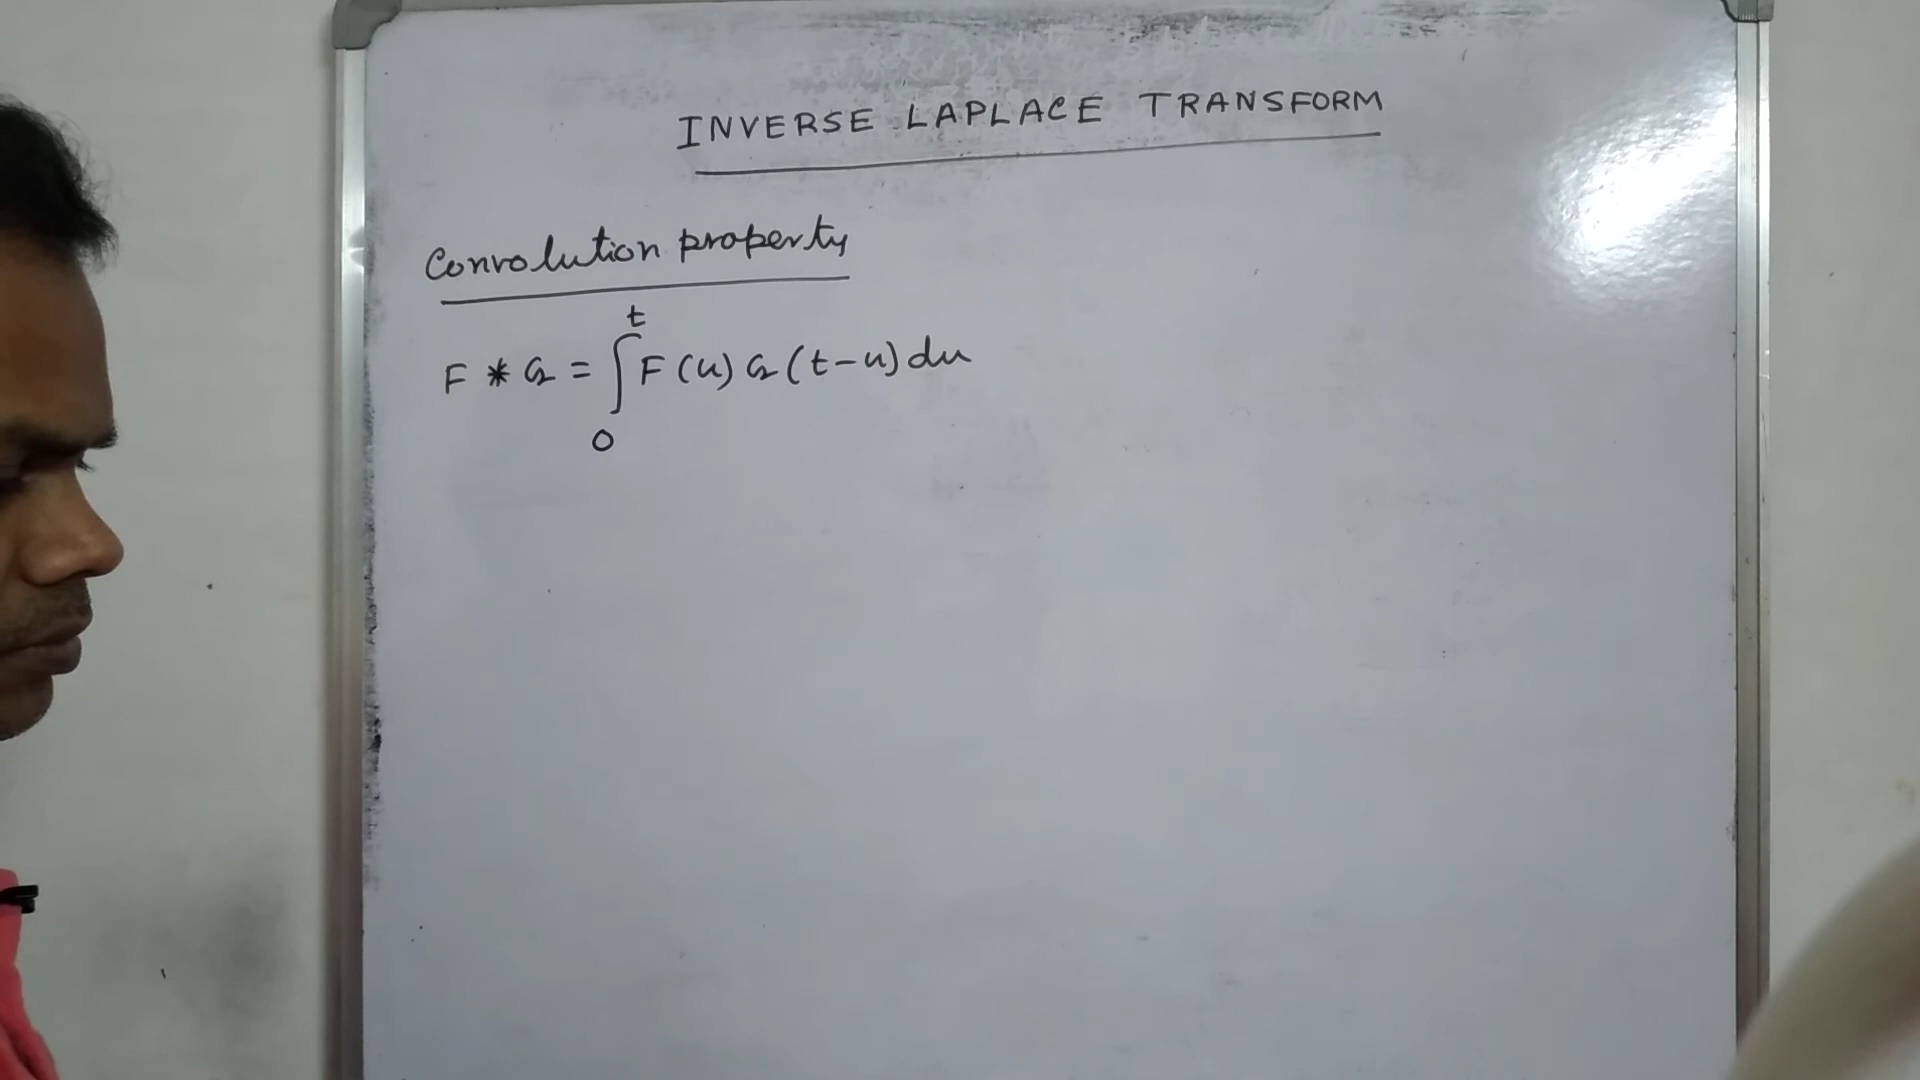 INVERSE LAPLACE TRANSFORM
Convolution property
F * G = ∫₀ᵗ F(u) G(t-u) du